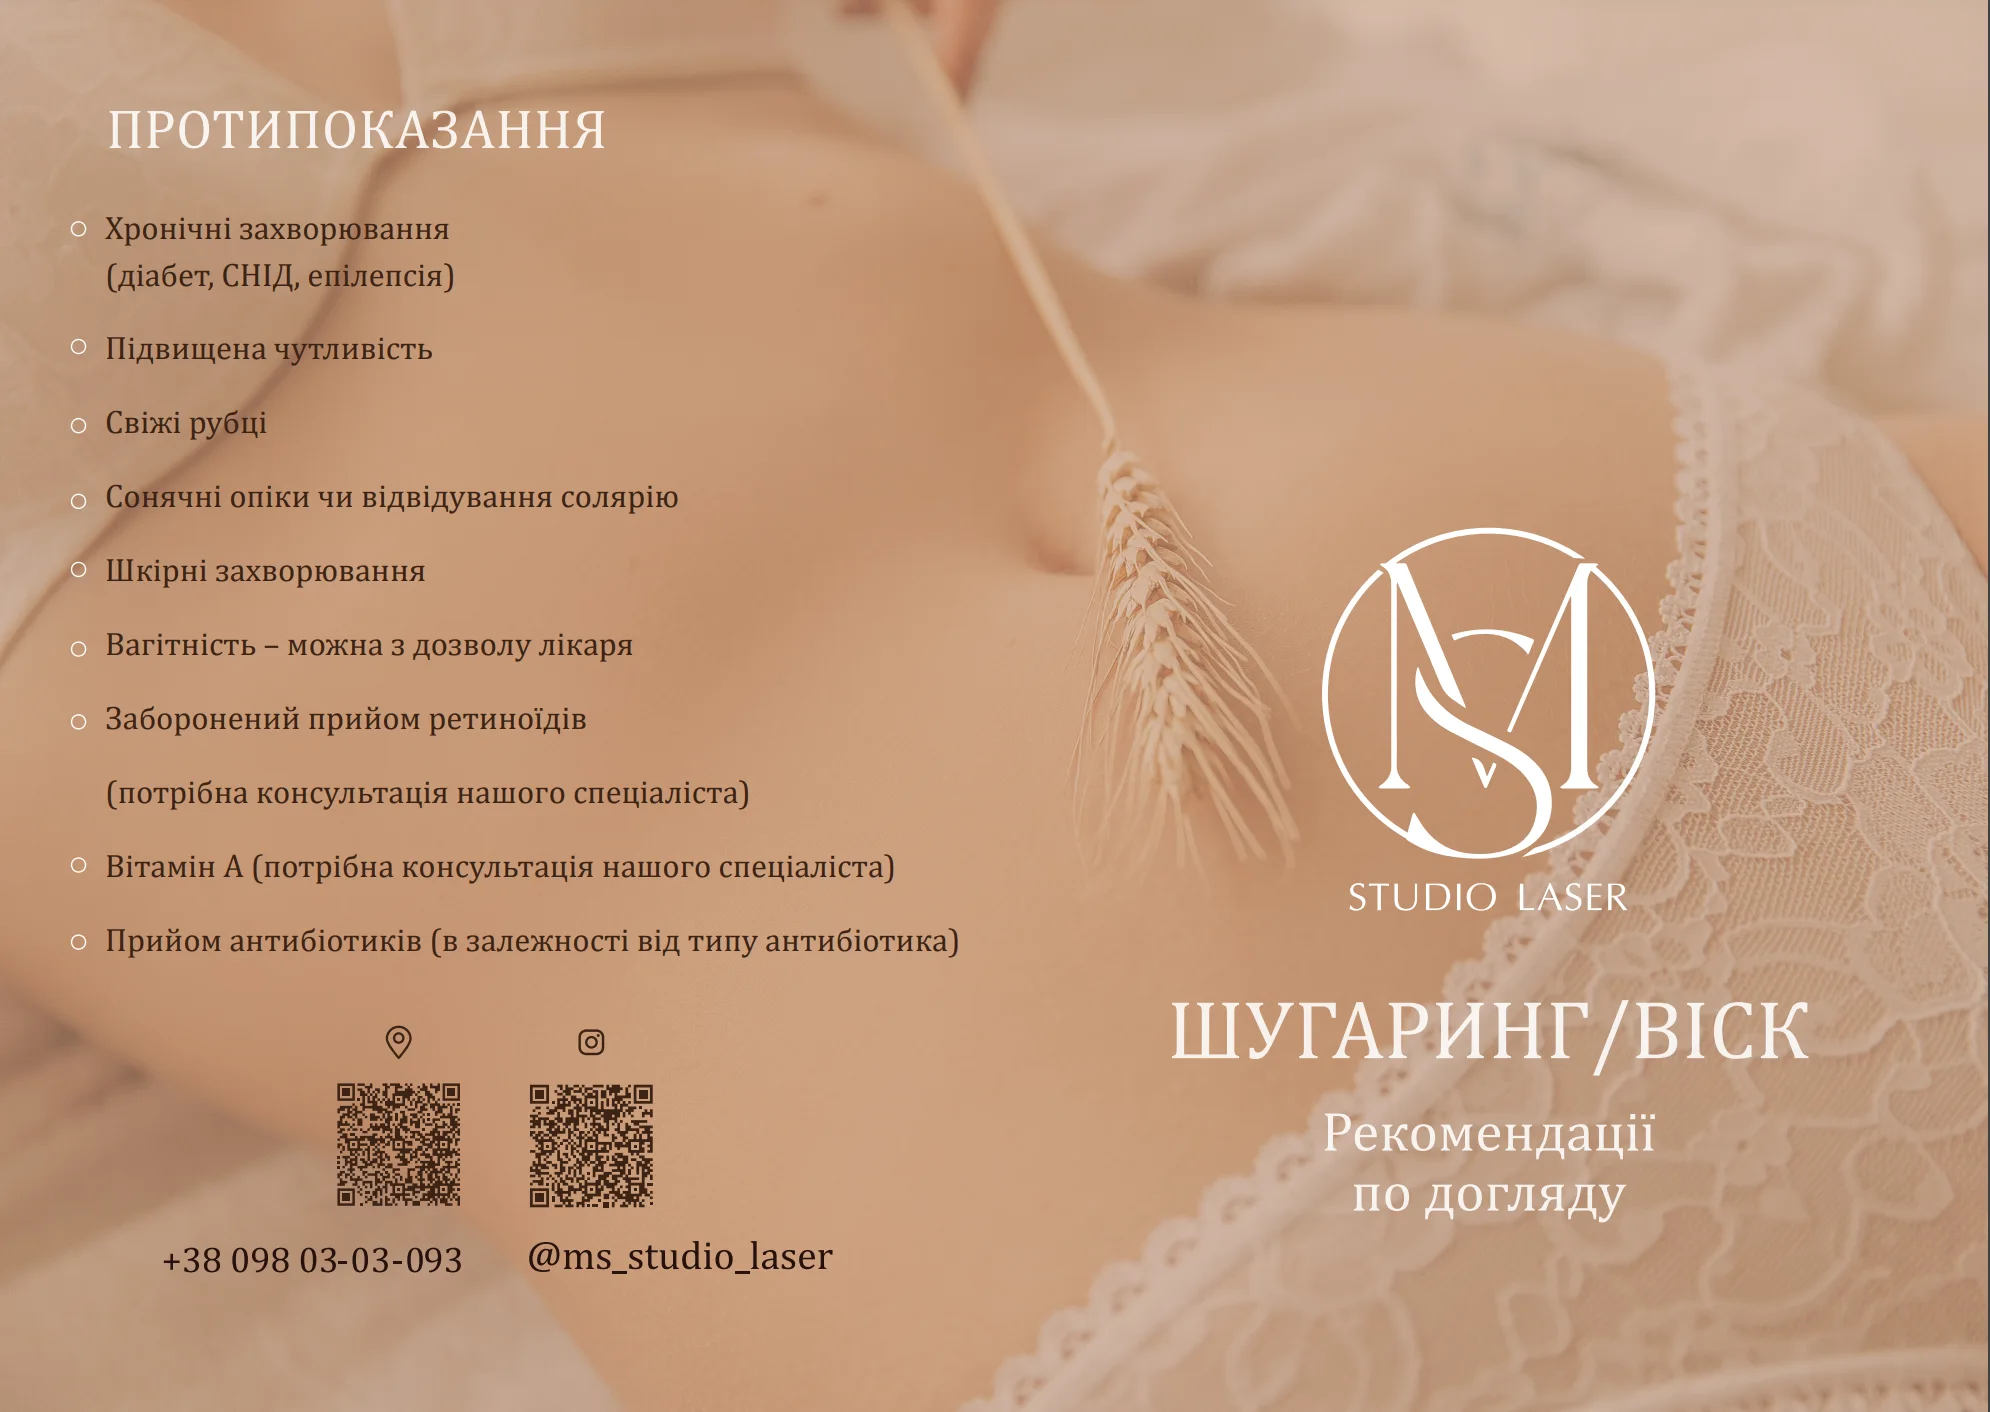 ПРОТИПОКАЗАННЯ
Хронічні захворювання
(діабет, СНІД, епілепсія)
Підвищена чутливість
Свіжі рубці
Сонячні опіки чи відвідування солярію
Шкірні захворювання
Вагітність – можна з дозволу лікаря
Заборонений прийом ретиноїдів
(потрібна консультація нашого спеціаліста)
Вітамін А (потрібна консультація нашого спеціаліста)
Прийом антибіотиків (в залежності від типу антибіотика)
+38 098 03-03-093
@ms_studio_laser
MS
STUDIO LASER
ШУГАРИНГ/ВІСК
Рекомендації
по догляду